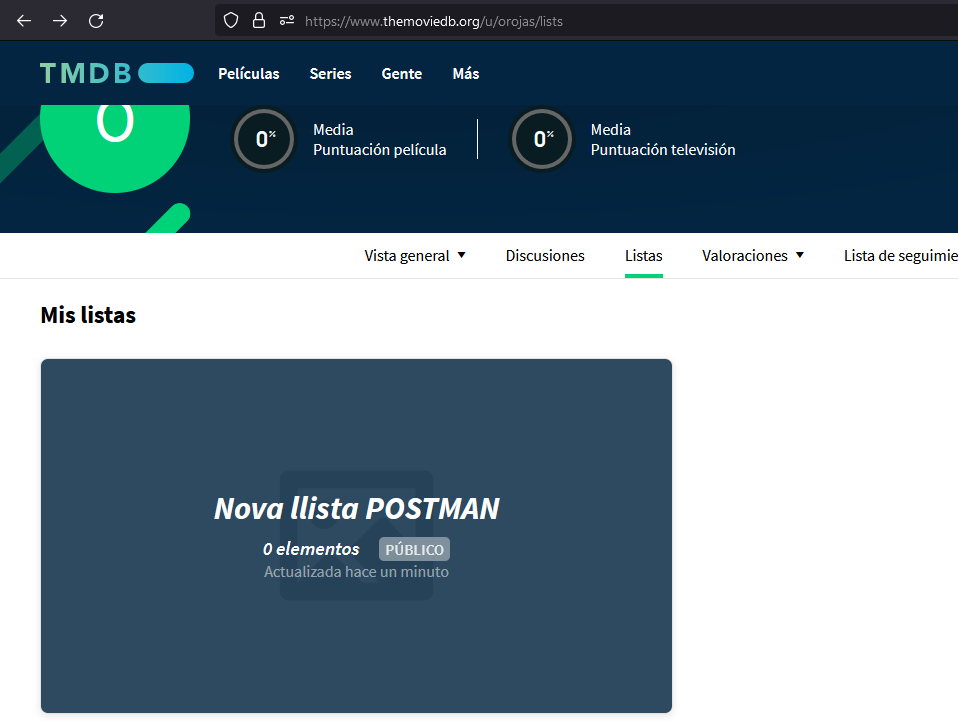 https://www.themoviedb.org/u/orojas/lists
TMDB Películas Series Gente Más
O
0% Media Puntuación película
0% Media Puntuación televisión
Vista general Discusiones Listas Valoraciones Lista de seguimie
Mis listas
Nova llista POSTMAN
0 elementos PÚBLICO
Actualizada hace un minuto